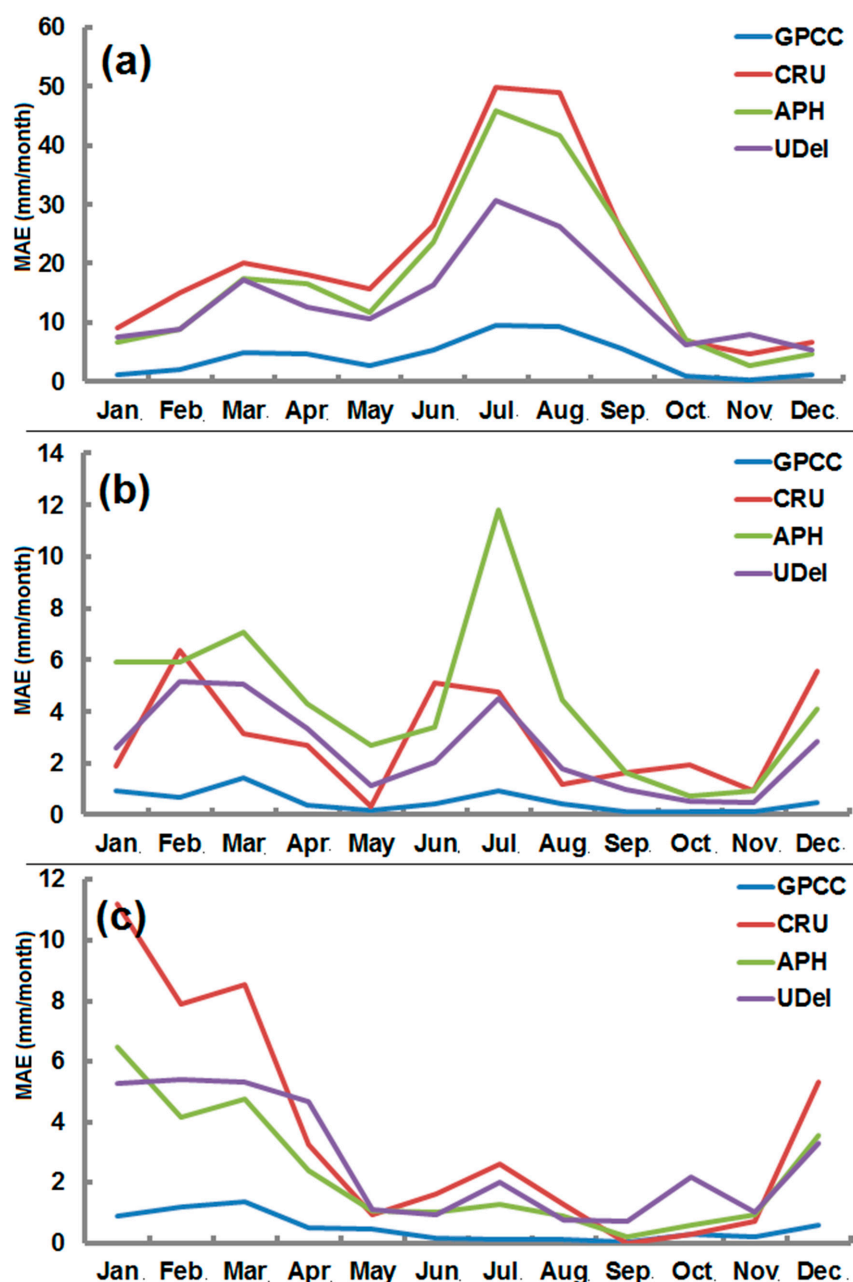 (a)
GPCC
CRU
APH
UDel
MAE (mm/month)
60
50
40
30
20
10
0
Jan. Feb. Mar. Apr. May Jun. Jul. Aug. Sep. Oct. Nov. Dec.
(b)
GPCC
CRU
APH
UDel
MAE (mm/month)
14
12
10
8
6
4
2
0
Jan. Feb. Mar. Apr. May Jun. Jul. Aug. Sep. Oct. Nov. Dec.
(c)
GPCC
CRU
APH
UDel
MAE (mm/month)
12
10
8
6
4
2
0
Jan. Feb. Mar. Apr. May Jun. Jul. Aug. Sep. Oct. Nov. Dec.